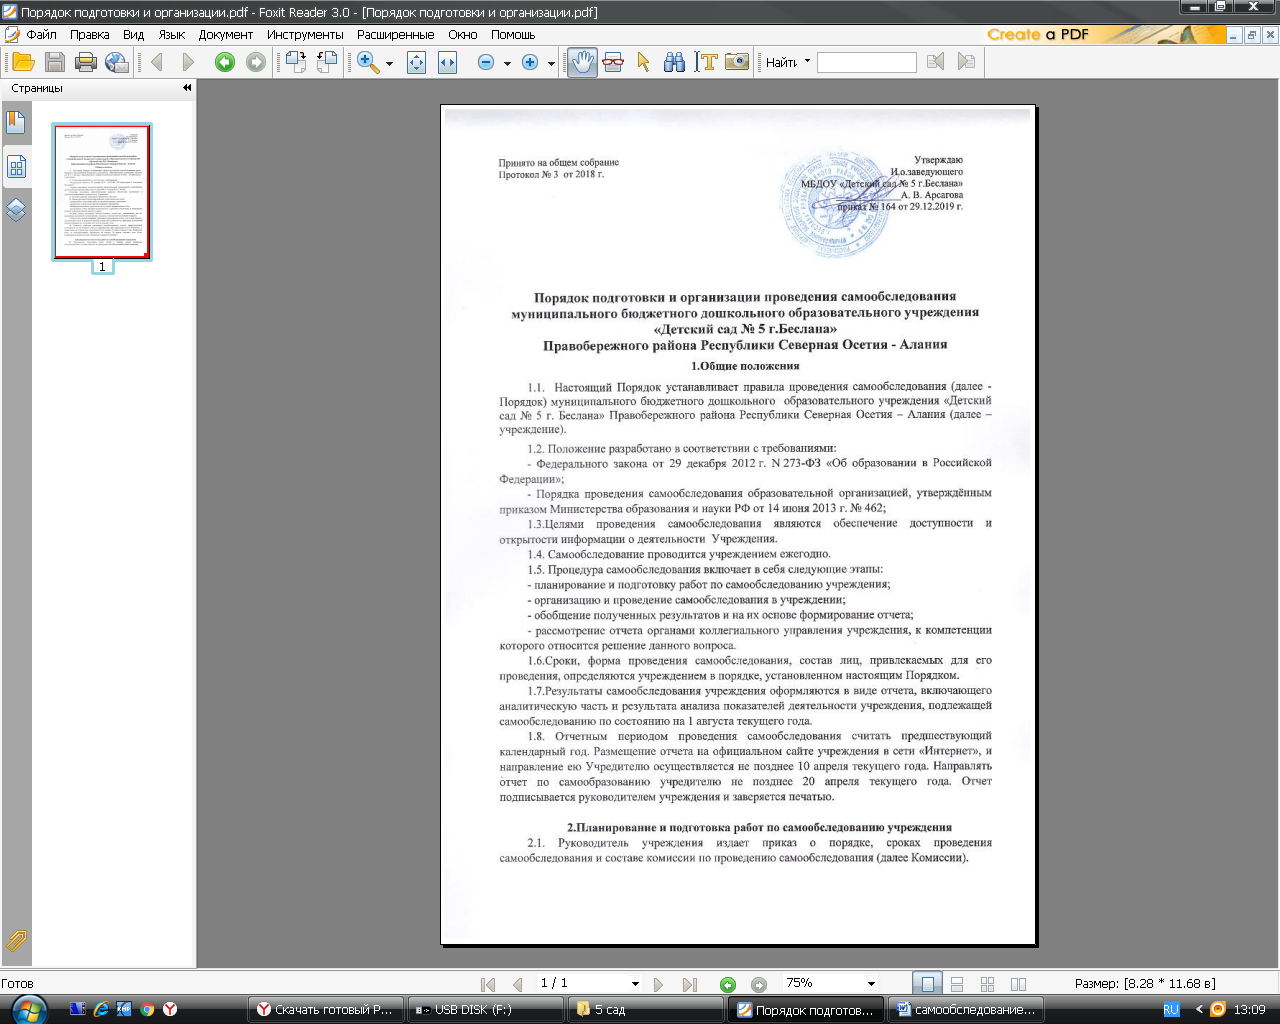 Порядок подготовки и организации.pdf - Foxit Reader 3.0 - [Порядок подготовки и организации.pdf]
Файл Правка Вид Язык Документ Инструменты Расширенные Окно Помощь
Create a PDF
Найти
Страницы
1
Принято на общем собрание
Протокол № 3 от 2018 г.
Утверждаю
И.о.заведующего
МБДОУ «Детский сад № 5 г.Беслана»
А. В. Арсагова
приказ № 164 от 29.12.2019 г.
Порядок подготовки и организации проведения самообследования
муниципального бюджетного дошкольного образовательного учреждения
«Детский сад № 5 г.Беслана»
Правобережного района Республики Северная Осетия - Алания
1.Общие положения
1.1. Настоящий Порядок устанавливает правила проведения самообследования (далее -
Порядок) муниципального бюджетного дошкольного образовательного учреждения «Детский
сад № 5 г. Беслана» Правобережного района Республики Северная Осетия – Алания (далее –
учреждение).
1.2. Положение разработано в соответствии с требованиями:
- Федерального закона от 29 декабря 2012 г. N 273-ФЗ «Об образовании в Российской
Федерации»;
- Порядка проведения самообследования образовательной организацией, утверждённым
приказом Министерства образования и науки РФ от 14 июня 2013 г. № 462;
1.3.Целями проведения самообследования являются обеспечение доступности и
открытости информации о деятельности Учреждения.
1.4. Самообследование проводится учреждением ежегодно.
1.5. Процедура самообследования включает в себя следующие этапы:
- планирование и подготовку работ по самообследованию учреждения;
- организацию и проведение самообследования в учреждении;
- обобщение полученных результатов и на их основе формирование отчета;
- рассмотрение отчета органами коллегиального управления учреждения, к компетенции
которого относится решение данного вопроса.
1.6.Сроки, форма проведения самообследования, состав лиц, привлекаемых для его
проведения, определяются учреждением в порядке, установленном настоящим Порядком.
1.7.Результаты самообследования учреждения оформляются в виде отчета, включающего
аналитическую часть и результата анализа показателей деятельности учреждения, подлежащей
самообследованию по состоянию на 1 августа текущего года.
1.8. Отчетным периодом проведения самообследования считать предшествующий
календарный год. Размещение отчета на официальном сайте учреждения в сети «Интернет», и
направление ею Учредителю осуществляется не позднее 10 апреля текущего года. Направлять
отчет по самообразованию учредителю не позднее 20 апреля текущего года. Отчет
подписывается руководителем учреждения и заверяется печатью.
2.Планирование и подготовка работ по самообследованию учреждения
2.1. Руководитель учреждения издает приказ о порядке, сроках проведения
самообследования и составе комиссии по проведению самообследования (далее Комиссии).
Готов
1 / 1
75%
Размер: [8.28 * 11.68 в]
Скачать готовый Р...
USB DISK (F:)
5 сад
Порядок подготов...
самообследование...
RU
13:09